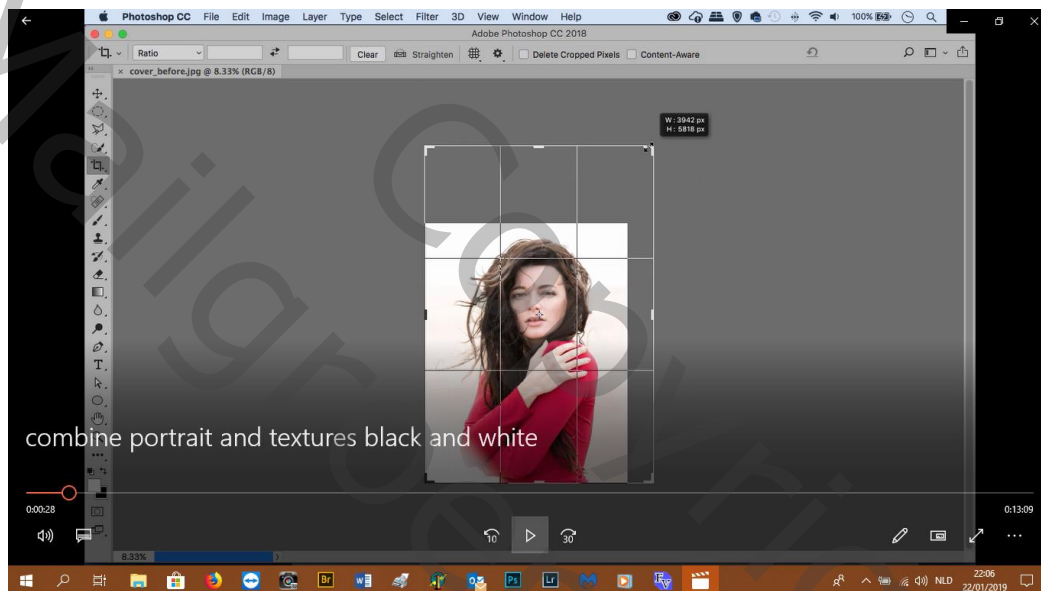 Photoshop CC File Edit Image Layer Type Select Filter 3D View Window Help 100%
Adobe Photoshop CC 2018
Ratio Clear Straighten Delete Cropped Pixels Content-Aware
× cover_before.jpg @ 8.33% (RGB/8)
W: 3942 px
H: 5818 px
combine portrait and textures black and white
0:00:28 0:13:09
10 30
8.33%
Br Ps Lr NLD 22:06
22/01/2019